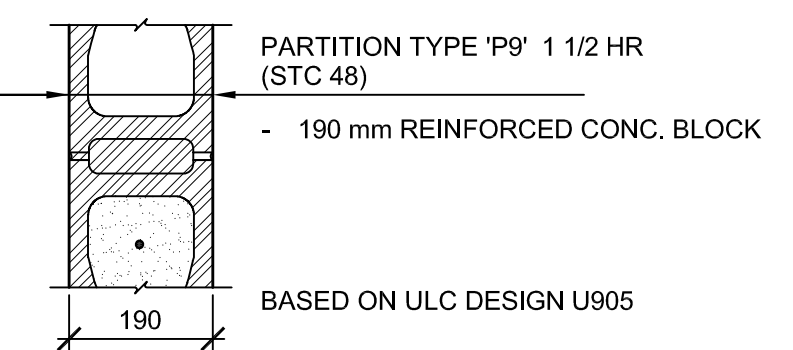 PARTITION TYPE 'P9' 1 1/2 HR
(STC 48)
- 190 mm REINFORCED CONC. BLOCK
BASED ON ULC DESIGN U905
190